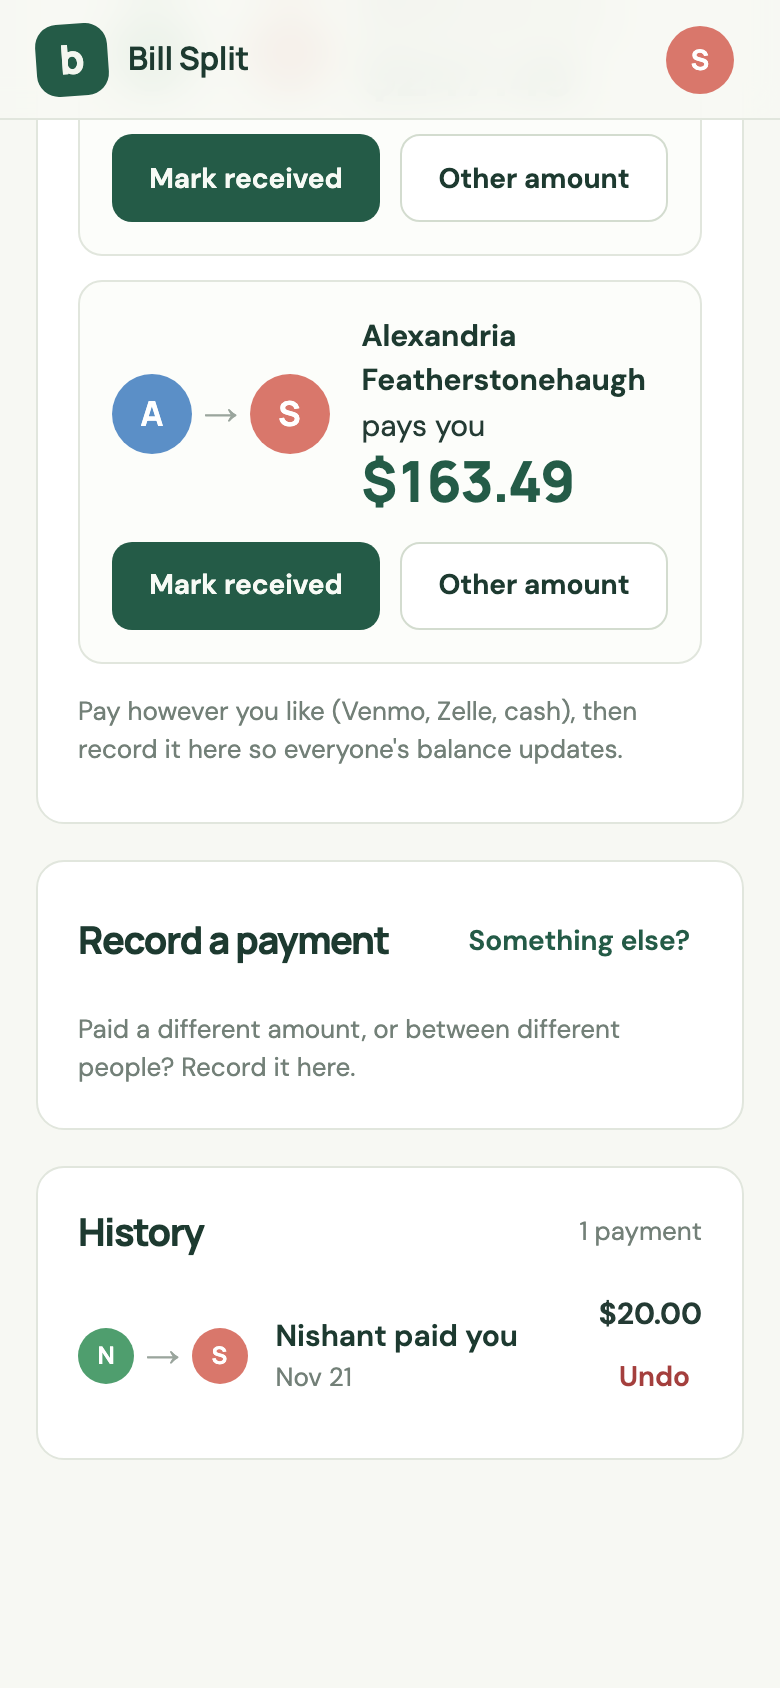 b
Bill Split
S
Mark received
Other amount
Alexandria
Featherstonehaugh
pays you
A → S
$163.49
Mark received
Other amount
Pay however you like (Venmo, Zelle, cash), then
record it here so everyone's balance updates.
Record a payment
Something else?
Paid a different amount, or between different
people? Record it here.
History
1 payment
N → S
Nishant paid you
Nov 21
$20.00
Undo